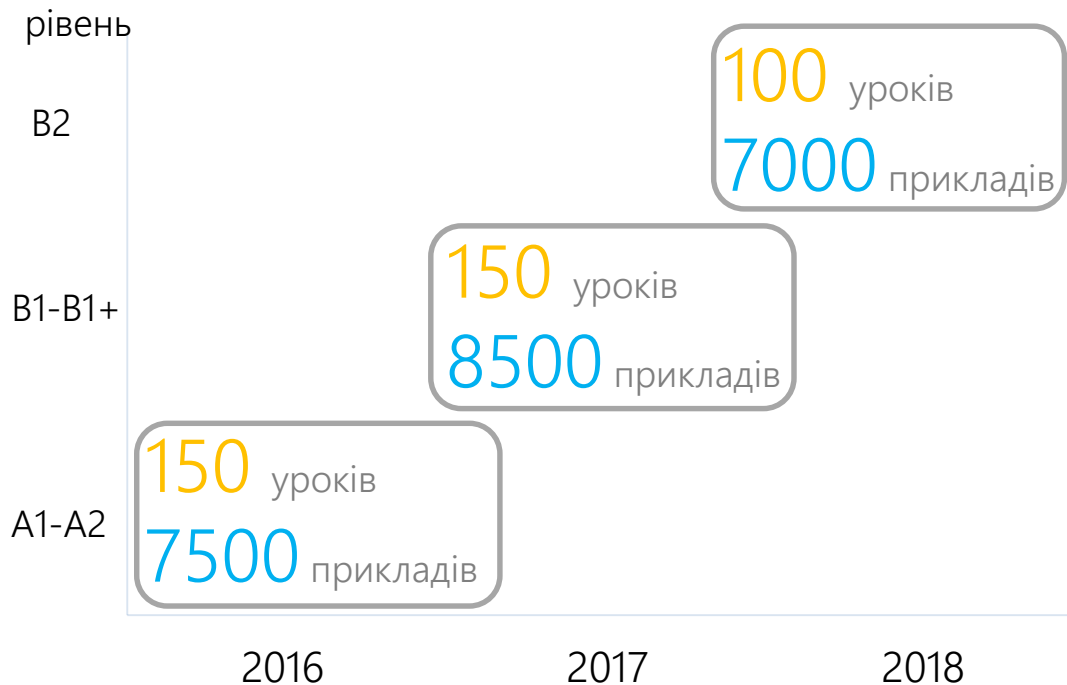 рівень
B2
100 уроків
7000 прикладів
B1-B1+
150 уроків
8500 прикладів
A1-A2
150 уроків
7500 прикладів
2016 2017 2018